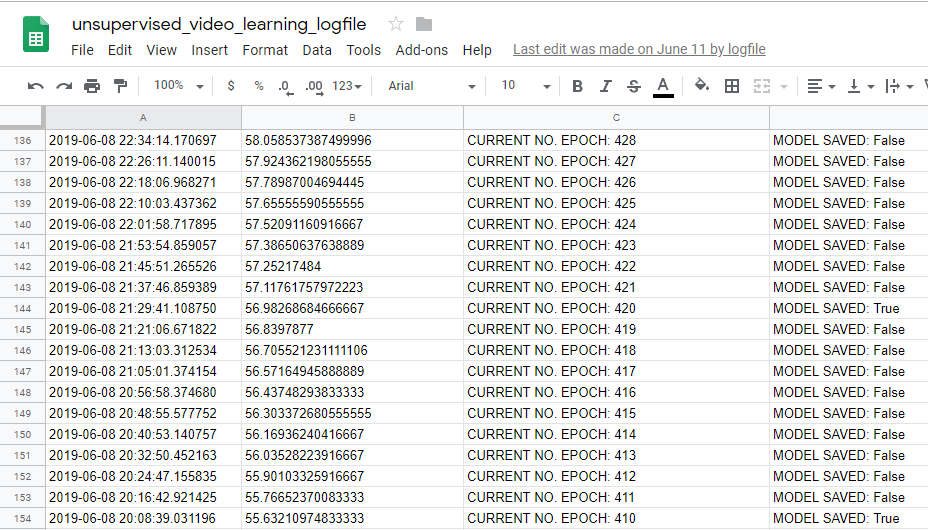 unsupervised_video_learning_logfile
File Edit View Insert Format Data Tools Add-ons Help Last edit was made on June 11 by logfile
100% $ % .0 .00 123 Arial 10 B I S A
A B C
136 2019-06-08 22:34:14.170697 58.058537387499996 CURRENT NO. EPOCH: 428 MODEL SAVED: False
137 2019-06-08 22:26:11.140015 57.924362198055555 CURRENT NO. EPOCH: 427 MODEL SAVED: False
138 2019-06-08 22:18:06.968271 57.78987004694445 CURRENT NO. EPOCH: 426 MODEL SAVED: False
139 2019-06-08 22:10:03.437362 57.65555590555555 CURRENT NO. EPOCH: 425 MODEL SAVED: False
140 2019-06-08 22:01:58.717895 57.52091160916667 CURRENT NO. EPOCH: 424 MODEL SAVED: False
141 2019-06-08 21:53:54.859057 57.38650637638889 CURRENT NO. EPOCH: 423 MODEL SAVED: False
142 2019-06-08 21:45:51.265526 57.25217484 CURRENT NO. EPOCH: 422 MODEL SAVED: False
143 2019-06-08 21:37:46.859389 57.11761757972223 CURRENT NO. EPOCH: 421 MODEL SAVED: False
144 2019-06-08 21:29:41.108750 56.98268684666667 CURRENT NO. EPOCH: 420 MODEL SAVED: True
145 2019-06-08 21:21:06.671822 56.8397877 CURRENT NO. EPOCH: 419 MODEL SAVED: False
146 2019-06-08 21:13:03.312534 56.705521231111106 CURRENT NO. EPOCH: 418 MODEL SAVED: False
147 2019-06-08 21:05:01.374154 56.57164945888889 CURRENT NO. EPOCH: 417 MODEL SAVED: False
148 2019-06-08 20:56:58.374680 56.43748293833333 CURRENT NO. EPOCH: 416 MODEL SAVED: False
149 2019-06-08 20:48:55.577752 56.303372680555555 CURRENT NO. EPOCH: 415 MODEL SAVED: False
150 2019-06-08 20:40:53.140757 56.16936240416667 CURRENT NO. EPOCH: 414 MODEL SAVED: False
151 2019-06-08 20:32:50.452163 56.03528223916667 CURRENT NO. EPOCH: 413 MODEL SAVED: False
152 2019-06-08 20:24:47.155835 55.90103325916667 CURRENT NO. EPOCH: 412 MODEL SAVED: False
153 2019-06-08 20:16:42.921425 55.76652370083333 CURRENT NO. EPOCH: 411 MODEL SAVED: False
154 2019-06-08 20:08:39.031196 55.63210974833333 CURRENT NO. EPOCH: 410 MODEL SAVED: True